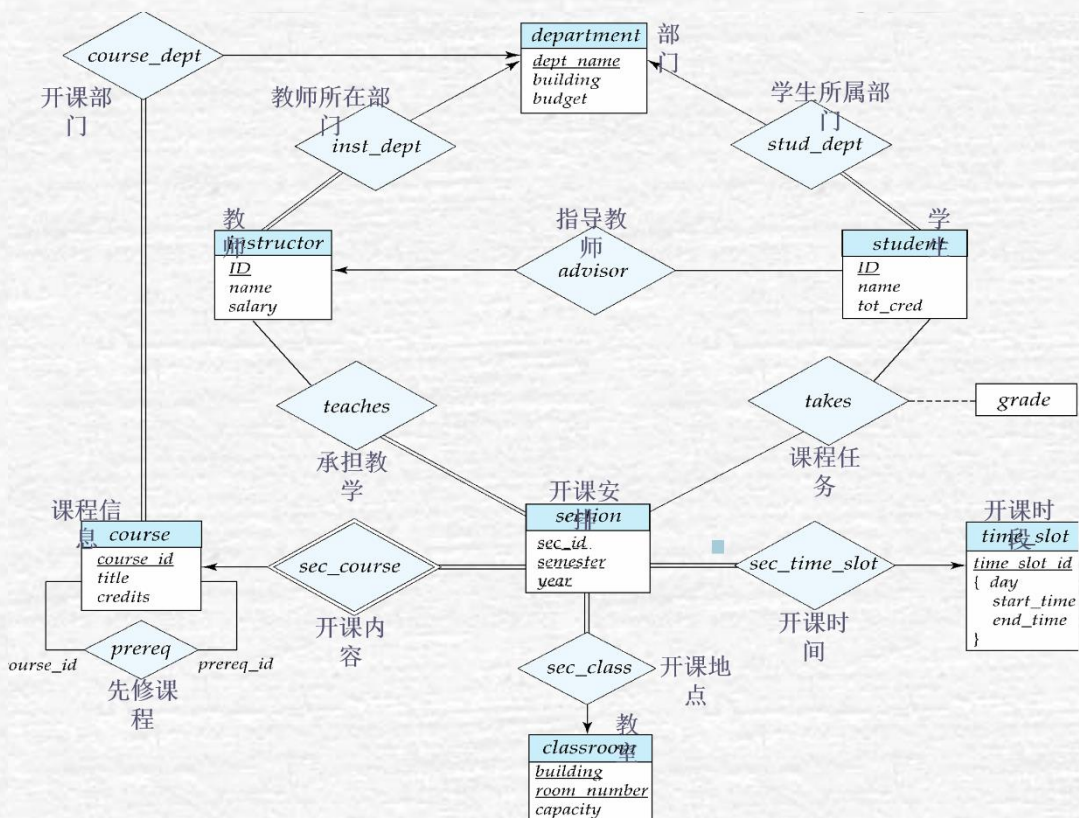 course_dept
开课部
门
department
dept_name
building
budget
部
门
教师所在部
门
inst_dept
学生所属部
门
stud_dept
教
师
instructor
ID
name
salary
指导教
师
advisor
学
生
student
ID
name
tot_cred
teaches
承担教
学
takes
课程任
务
grade
课程信
息
course
course_id
title
credits
sec_course
开课内
容
开课安
排
section
sec_id
semester
year
sec_time_slot
开课时
间
开课时
段
time_slot
time_slot_id
{ day
start_time
end_time
}
ourse_id
prereq
prereq_id
先修课
程
sec_class
开课地
点
教
室
classroom
building
room_number
capacity